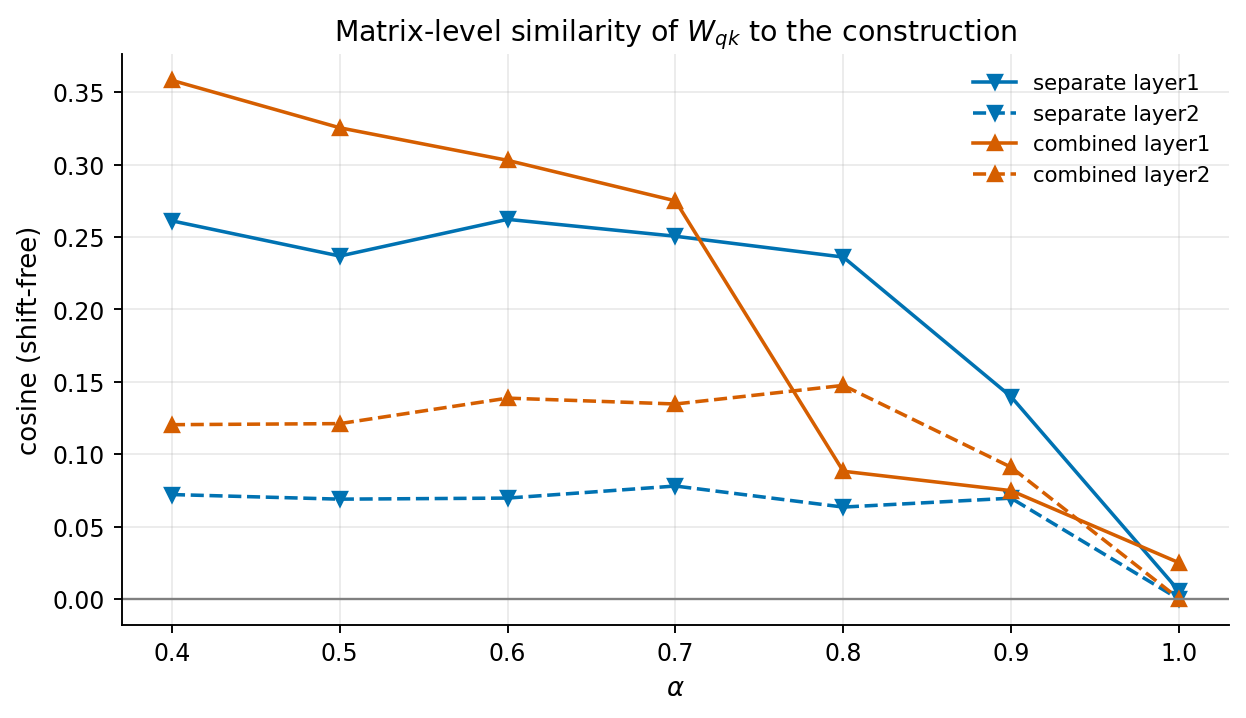 Matrix-level similarity of W_{qk} to the construction
separate layer1
separate layer2
combined layer1
combined layer2
cosine (shift-free)
0.35
0.30
0.25
0.20
0.15
0.10
0.05
0.00
0.4 0.5 0.6 0.7 0.8 0.9 1.0
α